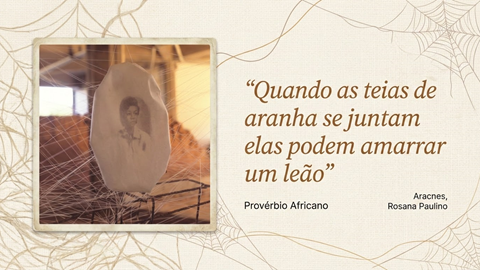 “Quando as teias de
aranha se juntam
elas podem amarrar
um leão”
Provérbio Africano
Aracnes,
Rosana Paulino